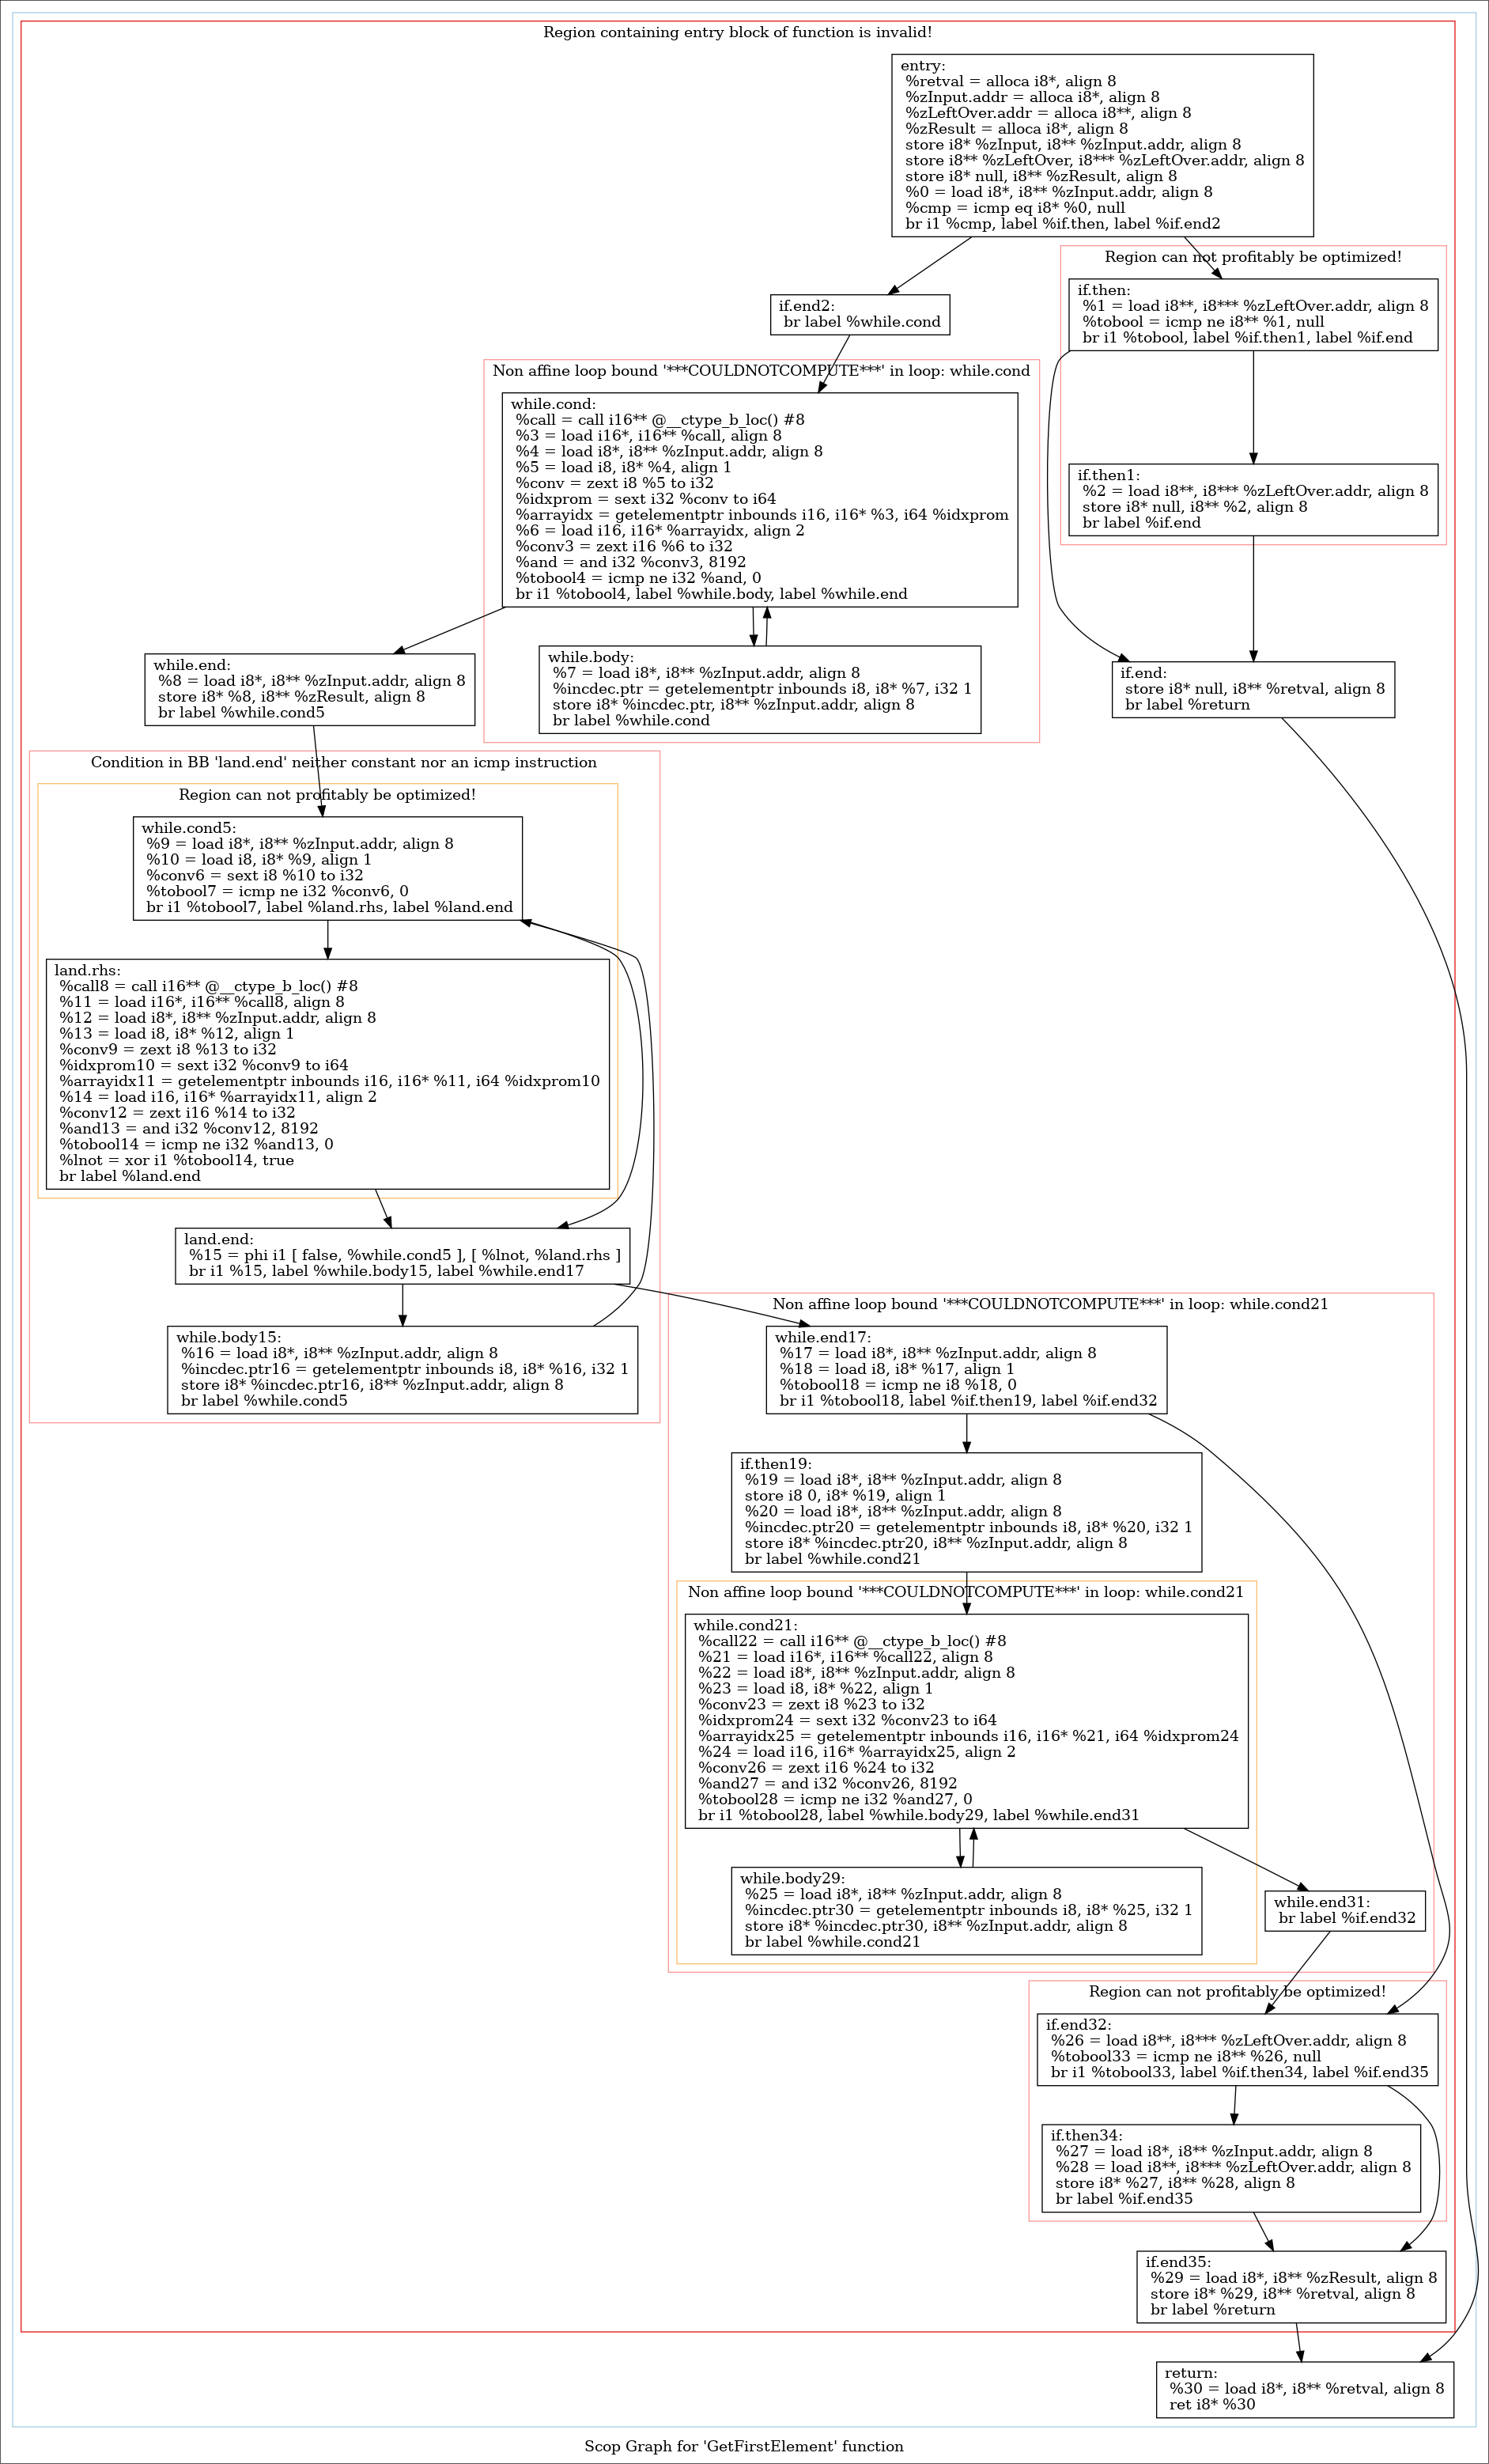 Region containing entry block of function is invalid!
entry:
%retval = alloca i8*, align 8
%zInput.addr = alloca i8*, align 8
%zLeftOver.addr = alloca i8**, align 8
%zResult = alloca i8*, align 8
store i8* %zInput, i8** %zInput.addr, align 8
store i8** %zLeftOver, i8*** %zLeftOver.addr, align 8
store i8* null, i8** %zResult, align 8
%0 = load i8*, i8** %zInput.addr, align 8
%cmp = icmp eq i8* %0, null
br i1 %cmp, label %if.then, label %if.end2
Region can not profitably be optimized!
if.then:
%1 = load i8**, i8*** %zLeftOver.addr, align 8
%tobool = icmp ne i8** %1, null
br i1 %tobool, label %if.then1, label %if.end
if.end2:
br label %while.cond
Non affine loop bound '***COULDNOTCOMPUTE***' in loop: while.cond
while.cond:
%call = call i16** @__ctype_b_loc() #8
%3 = load i16*, i16** %call, align 8
%4 = load i8*, i8** %zInput.addr, align 8
%5 = load i8, i8* %4, align 1
%conv = zext i8 %5 to i32
%idxprom = sext i32 %conv to i64
%arrayidx = getelementptr inbounds i16, i16* %3, i64 %idxprom
%6 = load i16, i16* %arrayidx, align 2
%conv3 = zext i16 %6 to i32
%and = and i32 %conv3, 8192
%tobool4 = icmp ne i32 %and, 0
br i1 %tobool4, label %while.body, label %while.end
if.then1:
%2 = load i8**, i8*** %zLeftOver.addr, align 8
store i8* null, i8** %2, align 8
br label %if.end
while.body:
%7 = load i8*, i8** %zInput.addr, align 8
%incdec.ptr = getelementptr inbounds i8, i8* %7, i32 1
store i8* %incdec.ptr, i8** %zInput.addr, align 8
br label %while.cond
while.end:
%8 = load i8*, i8** %zInput.addr, align 8
store i8* %8, i8** %zResult, align 8
br label %while.cond5
if.end:
store i8* null, i8** %retval, align 8
br label %return
Condition in BB 'land.end' neither constant nor an icmp instruction
Region can not profitably be optimized!
while.cond5:
%9 = load i8*, i8** %zInput.addr, align 8
%10 = load i8, i8* %9, align 1
%conv6 = sext i8 %10 to i32
%tobool7 = icmp ne i32 %conv6, 0
br i1 %tobool7, label %land.rhs, label %land.end
land.rhs:
%call8 = call i16** @__ctype_b_loc() #8
%11 = load i16*, i16** %call8, align 8
%12 = load i8*, i8** %zInput.addr, align 8
%13 = load i8, i8* %12, align 1
%conv9 = zext i8 %13 to i32
%idxprom10 = sext i32 %conv9 to i64
%arrayidx11 = getelementptr inbounds i16, i16* %11, i64 %idxprom10
%14 = load i16, i16* %arrayidx11, align 2
%conv12 = zext i16 %14 to i32
%and13 = and i32 %conv12, 8192
%tobool14 = icmp ne i32 %and13, 0
%lnot = xor i1 %tobool14, true
br label %land.end
land.end:
%15 = phi i1 [ false, %while.cond5 ], [ %lnot, %land.rhs ]
br i1 %15, label %while.body15, label %while.end17
while.body15:
%16 = load i8*, i8** %zInput.addr, align 8
%incdec.ptr16 = getelementptr inbounds i8, i8* %16, i32 1
store i8* %incdec.ptr16, i8** %zInput.addr, align 8
br label %while.cond5
Non affine loop bound '***COULDNOTCOMPUTE***' in loop: while.cond21
while.end17:
%17 = load i8*, i8** %zInput.addr, align 8
%18 = load i8, i8* %17, align 1
%tobool18 = icmp ne i8 %18, 0
br i1 %tobool18, label %if.then19, label %if.end32
if.then19:
%19 = load i8*, i8** %zInput.addr, align 8
store i8 0, i8* %19, align 1
%20 = load i8*, i8** %zInput.addr, align 8
%incdec.ptr20 = getelementptr inbounds i8, i8* %20, i32 1
store i8* %incdec.ptr20, i8** %zInput.addr, align 8
br label %while.cond21
Non affine loop bound '***COULDNOTCOMPUTE***' in loop: while.cond21
while.cond21:
%call22 = call i16** @__ctype_b_loc() #8
%21 = load i16*, i16** %call22, align 8
%22 = load i8*, i8** %zInput.addr, align 8
%23 = load i8, i8* %22, align 1
%conv23 = zext i8 %23 to i32
%idxprom24 = sext i32 %conv23 to i64
%arrayidx25 = getelementptr inbounds i16, i16* %21, i64 %idxprom24
%24 = load i16, i16* %arrayidx25, align 2
%conv26 = zext i16 %24 to i32
%and27 = and i32 %conv26, 8192
%tobool28 = icmp ne i32 %and27, 0
br i1 %tobool28, label %while.body29, label %while.end31
while.body29:
%25 = load i8*, i8** %zInput.addr, align 8
%incdec.ptr30 = getelementptr inbounds i8, i8* %25, i32 1
store i8* %incdec.ptr30, i8** %zInput.addr, align 8
br label %while.cond21
while.end31:
br label %if.end32
Region can not profitably be optimized!
if.end32:
%26 = load i8**, i8*** %zLeftOver.addr, align 8
%tobool33 = icmp ne i8** %26, null
br i1 %tobool33, label %if.then34, label %if.end35
if.then34:
%27 = load i8*, i8** %zInput.addr, align 8
%28 = load i8**, i8*** %zLeftOver.addr, align 8
store i8* %27, i8** %28, align 8
br label %if.end35
if.end35:
%29 = load i8*, i8** %zResult, align 8
store i8* %29, i8** %retval, align 8
br label %return
return:
%30 = load i8*, i8** %retval, align 8
ret i8* %30
Scop Graph for 'GetFirstElement' function